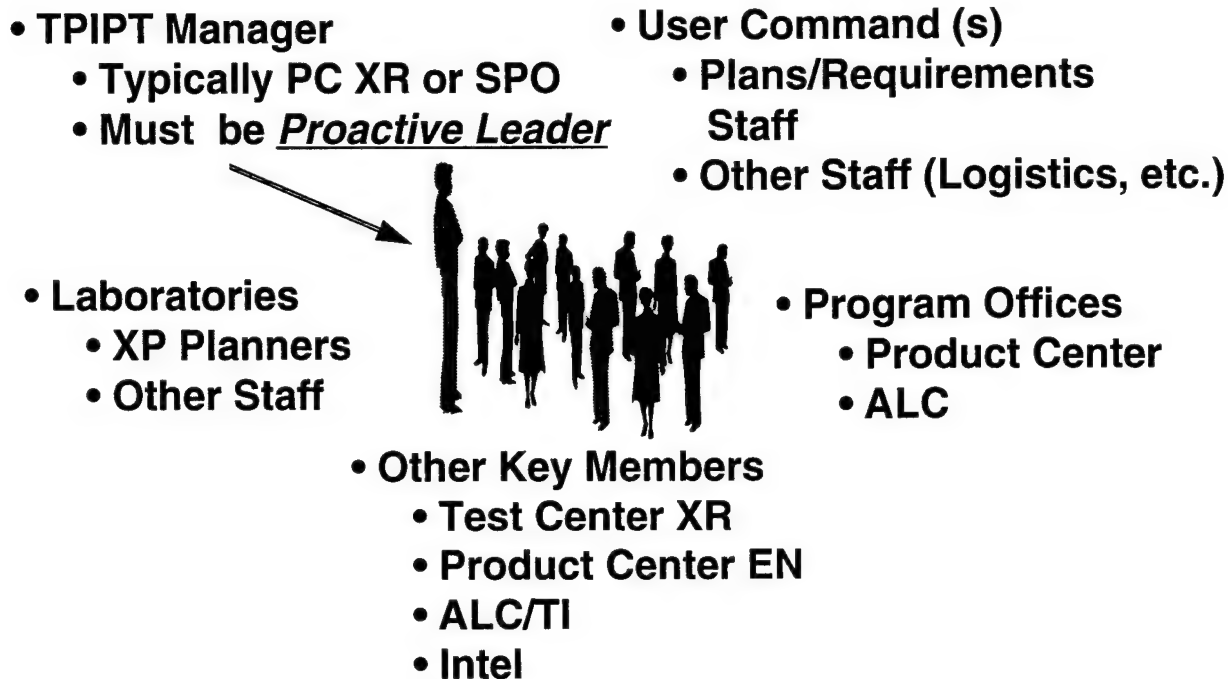 • TPIPT Manager
• Typically PC XR or SPO
• Must be Proactive Leader
• User Command (s)
• Plans/Requirements
Staff
• Other Staff (Logistics, etc.)
• Laboratories
• XP Planners
• Other Staff
• Program Offices
• Product Center
• ALC
• Other Key Members
• Test Center XR
• Product Center EN
• ALC/TI
• Intel